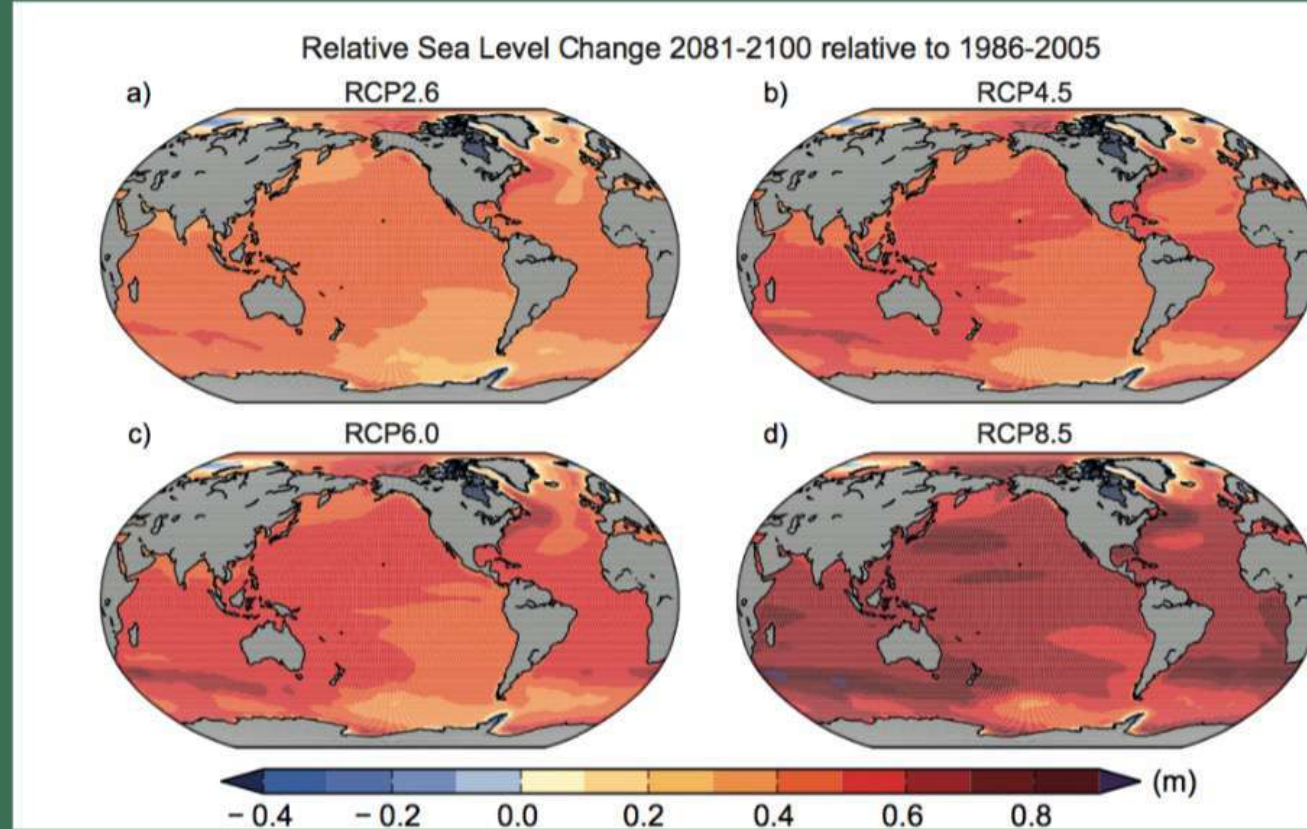 Relative Sea Level Change 2081-2100 relative to 1986-2005
a) RCP2.6
b) RCP4.5
c) RCP6.0
d) RCP8.5
− 0.4 − 0.2 0.0 0.2 0.4 0.6 0.8 (m)